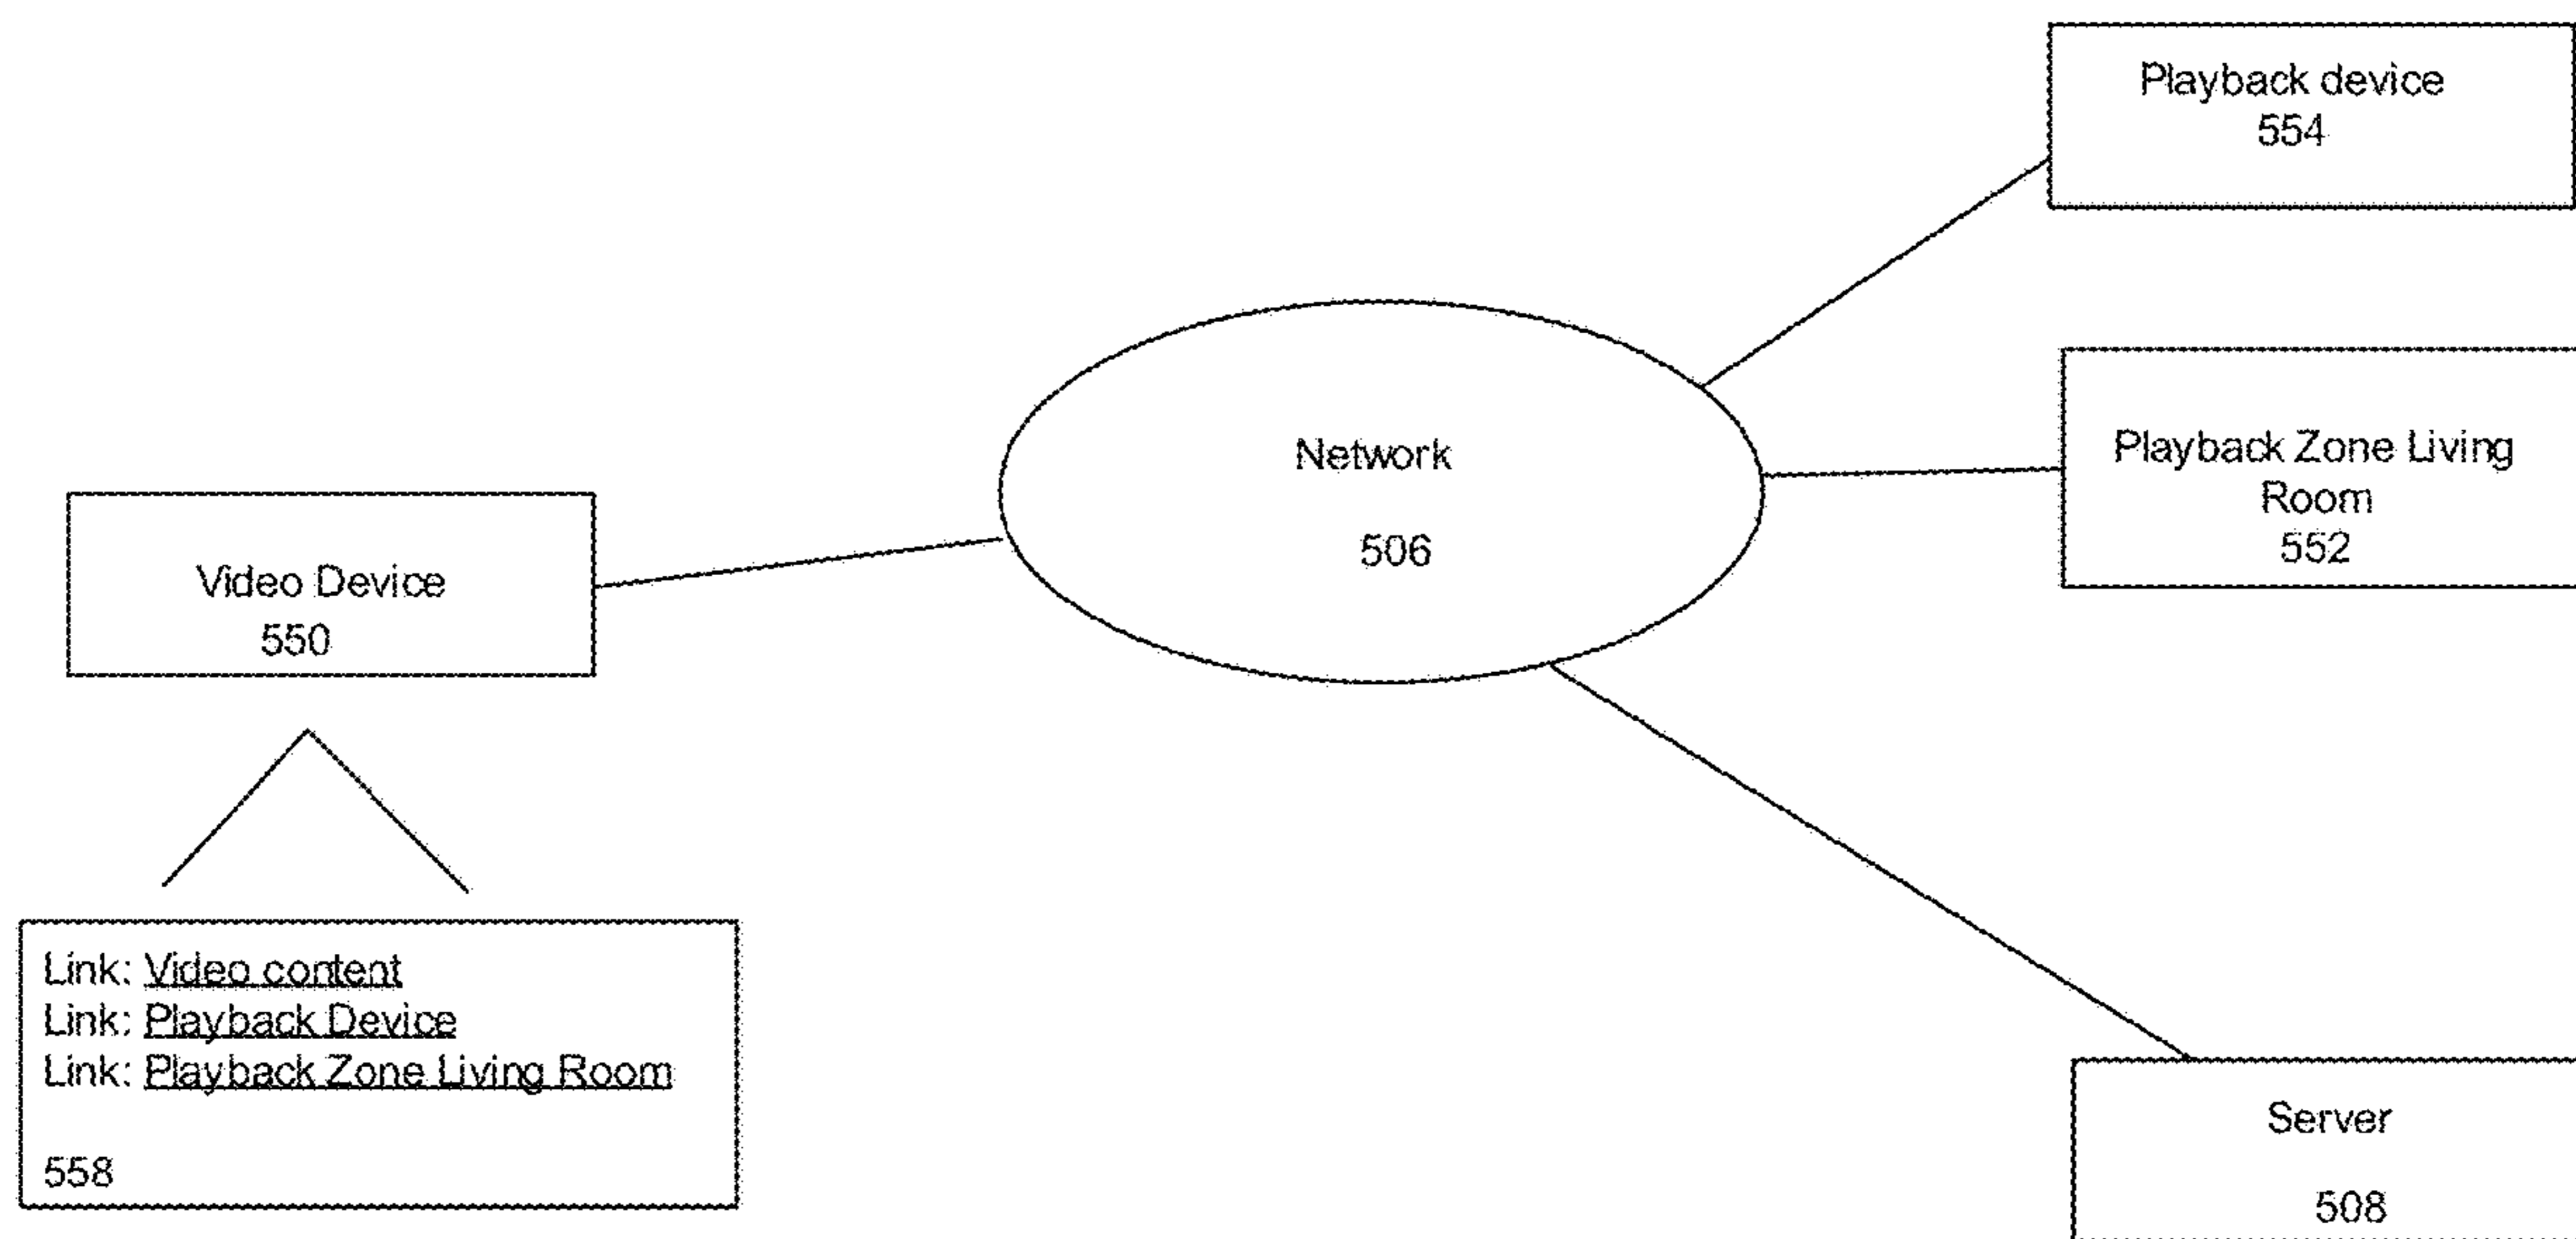 Playback device
554
Network
506
Playback Zone Living
Room
552
Video Device
550
Link: Video content
Link: Playback Device
Link: Playback Zone Living Room
558
Server
508